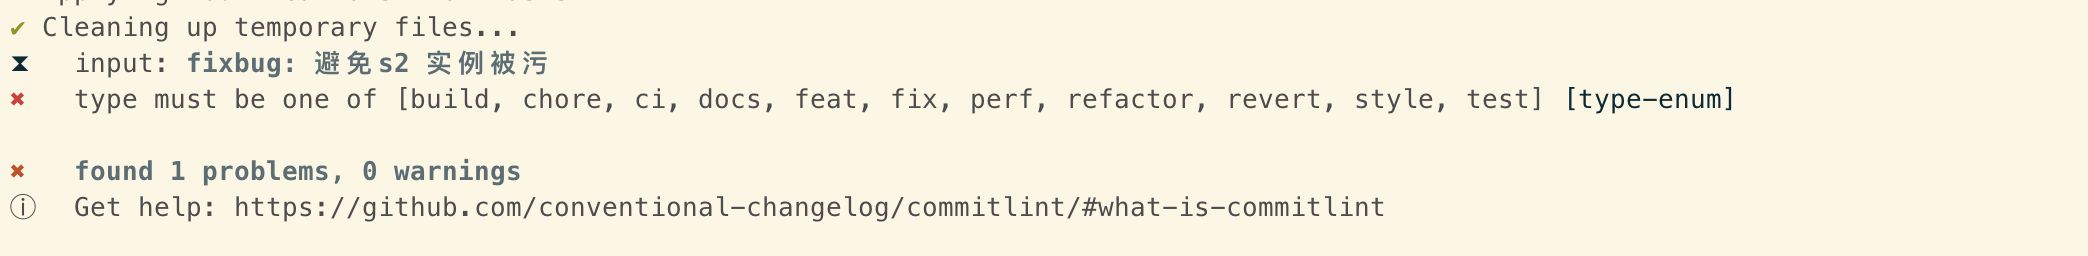 ✔ Cleaning up temporary files...
⧗ input: fixbug: 避免s2 实例被污
✖ type must be one of [build, chore, ci, docs, feat, fix, perf, refactor, revert, style, test] [type-enum]
✖ found 1 problems, 0 warnings
ⓘ Get help: https://github.com/conventional-changelog/commitlint/#what-is-commitlint